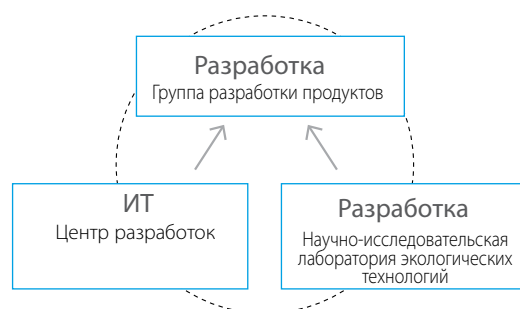 Разработка
Группа разработки продуктов
ИТ
Центр разработок
Разработка
Научно-исследовательская
лаборатория экологических
технологий